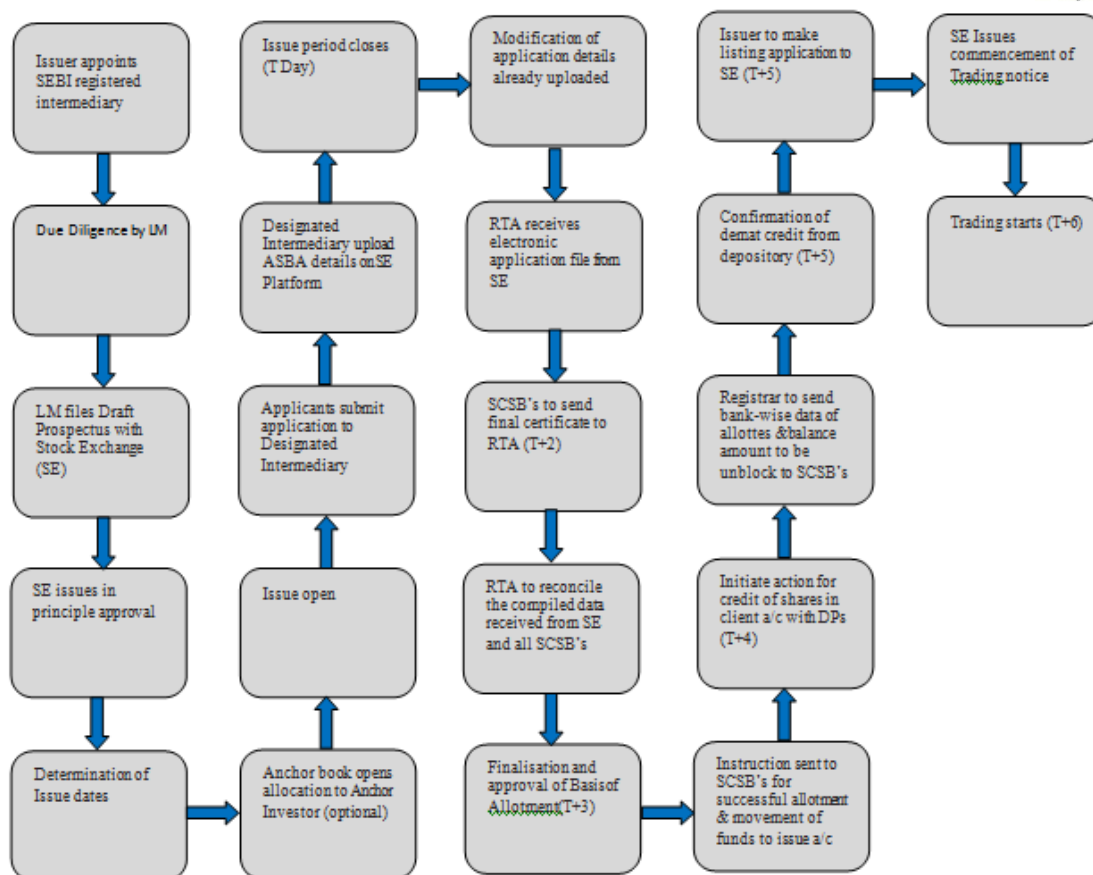 Issuer appoints
SEBI registered
intermediary
Due Diligence by LM
LM files Draft
Prospectus with
Stock Exchange
(SE)
SE issues in
principle approval
Determination of
Issue dates
Anchor book opens
allocation to Anchor
Investor (optional)
Issue open
Applicants submit
application to
Designated
Intermediary
Designated
Intermediary upload
ASBA details on SE
Platform
Issue period closes
(T Day)
Modification of
application details
already uploaded
RTA receives
electronic
application file from
SE
SCSB's to send
final certificate to
RTA (T+2)
RTA to reconcile
the compiled data
received from SE
and all SCSB's
Finalisation and
approval of Basis of
Allotment(T+3)
Instruction sent to
SCSB's for
successful allotment
& movement of
funds to issue a/c
Initiate action for
credit of shares in
client a/c with DPs
(T+4)
Registrar to send
bank-wise data of
allottes &balance
amount to be
unblock to SCSB's
Confirmation of
demat credit from
depository (T+5)
Issuer to make
listing application to
SE (T+5)
SE Issues
commencement of
Trading notice
Trading starts (T+6)